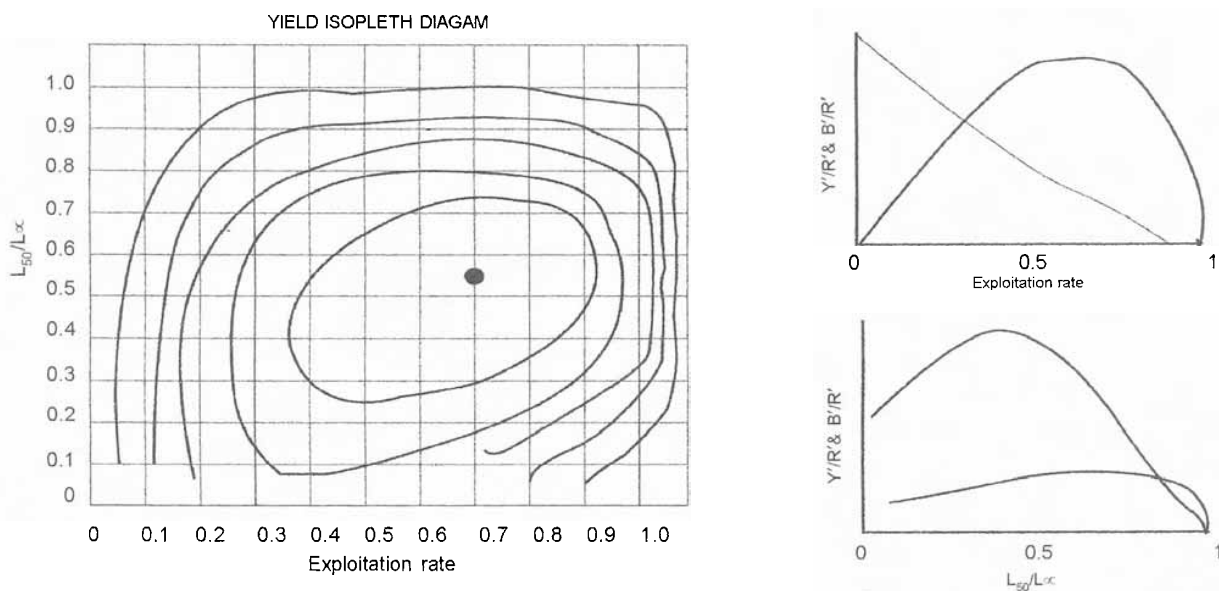 YIELD ISOPLETH DIAGAM
1.0
0.9
0.8
0.7
0.6
0.5
0.4
0.3
0.2
0.1
0
L50/L∝
0 0.1 0.2 0.3 0.4 0.5 0.6 0.7 0.8 0.9 1.0
Exploitation rate
Y'/R' & B'/R'
0 0.5 1
Exploitation rate
Y'/R' & B'/R'
0 0.5 1
L50/L∝